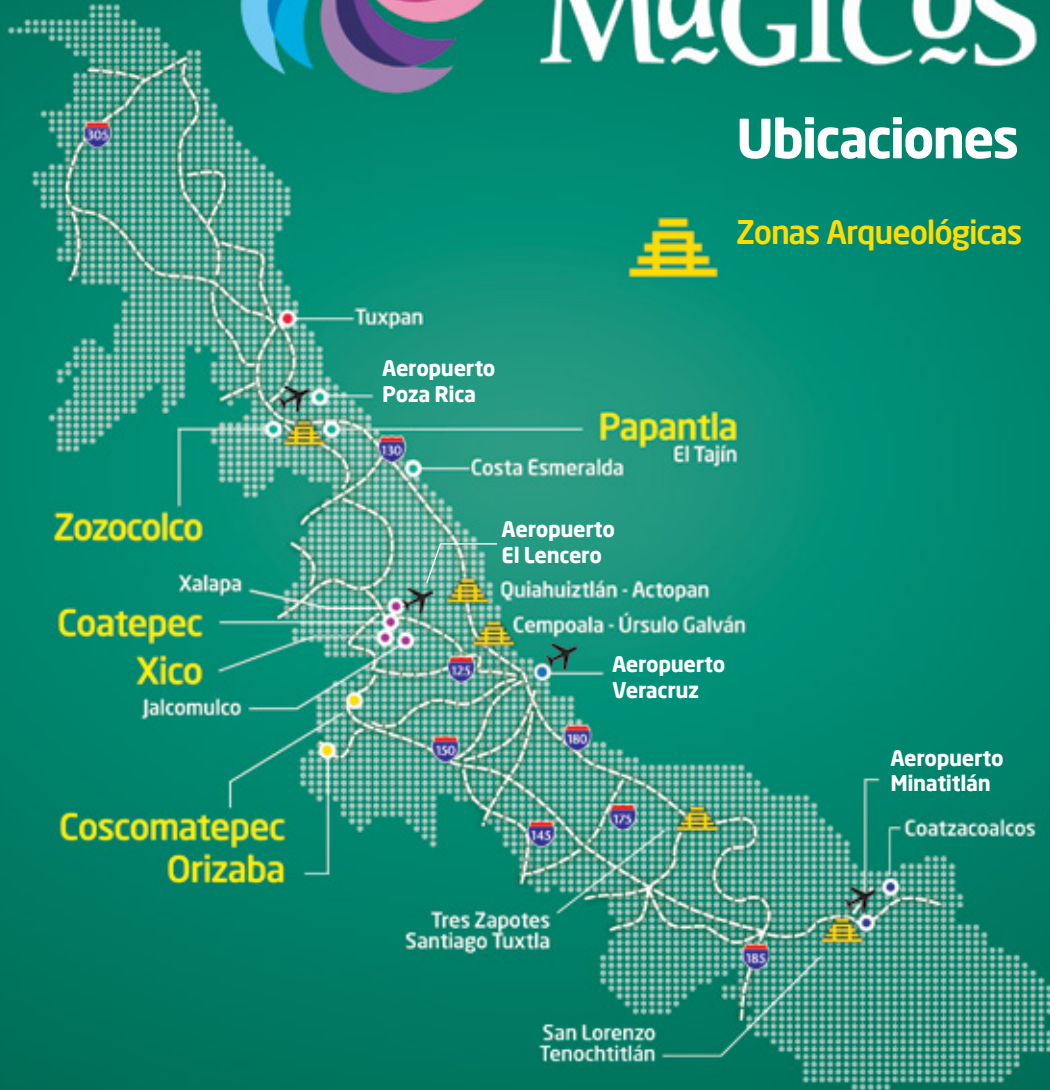 MaGICoS
Ubicaciones
Zonas Arqueológicas
305
Tuxpan
Aeropuerto
Poza Rica
Papantla
El Tajín
130
Costa Esmeralda
Zozocolco
Aeropuerto
El Lencero
Xalapa
Quiahuiztlán - Actopan
Coatepec
Cempoala - Úrsulo Galván
Xico
125
Aeropuerto
Veracruz
Jalcomulco
150
180
Aeropuerto
Minatitlán
175
145
Coscomatepec
Orizaba
Coatzacoalcos
Tres Zapotes
Santiago Tuxtla
185
San Lorenzo
Tenochtitlán